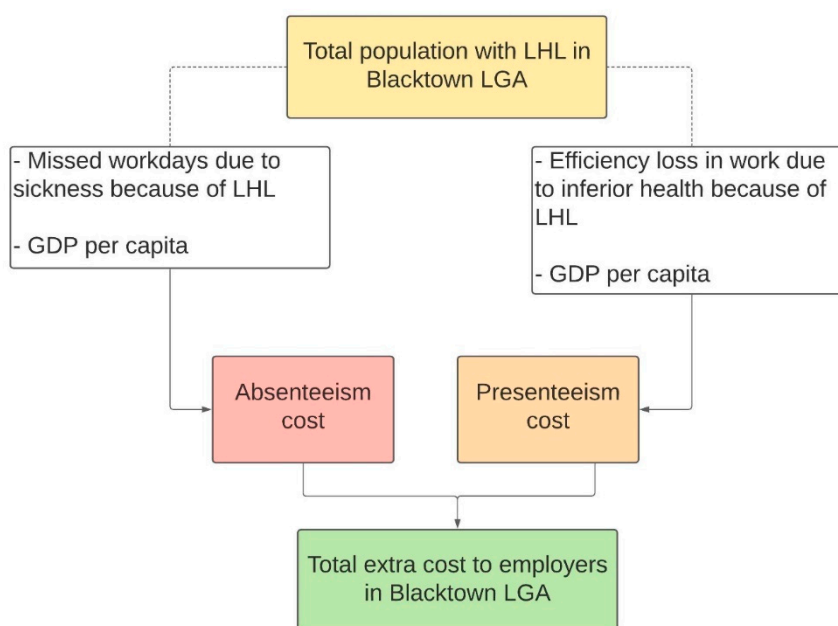 Total population with LHL in
Blacktown LGA
- Missed workdays due to
sickness because of LHL
- GDP per capita
- Efficiency loss in work due
to inferior health because of
LHL
- GDP per capita
Absenteeism
cost
Presenteeism
cost
Total extra cost to employers
in Blacktown LGA